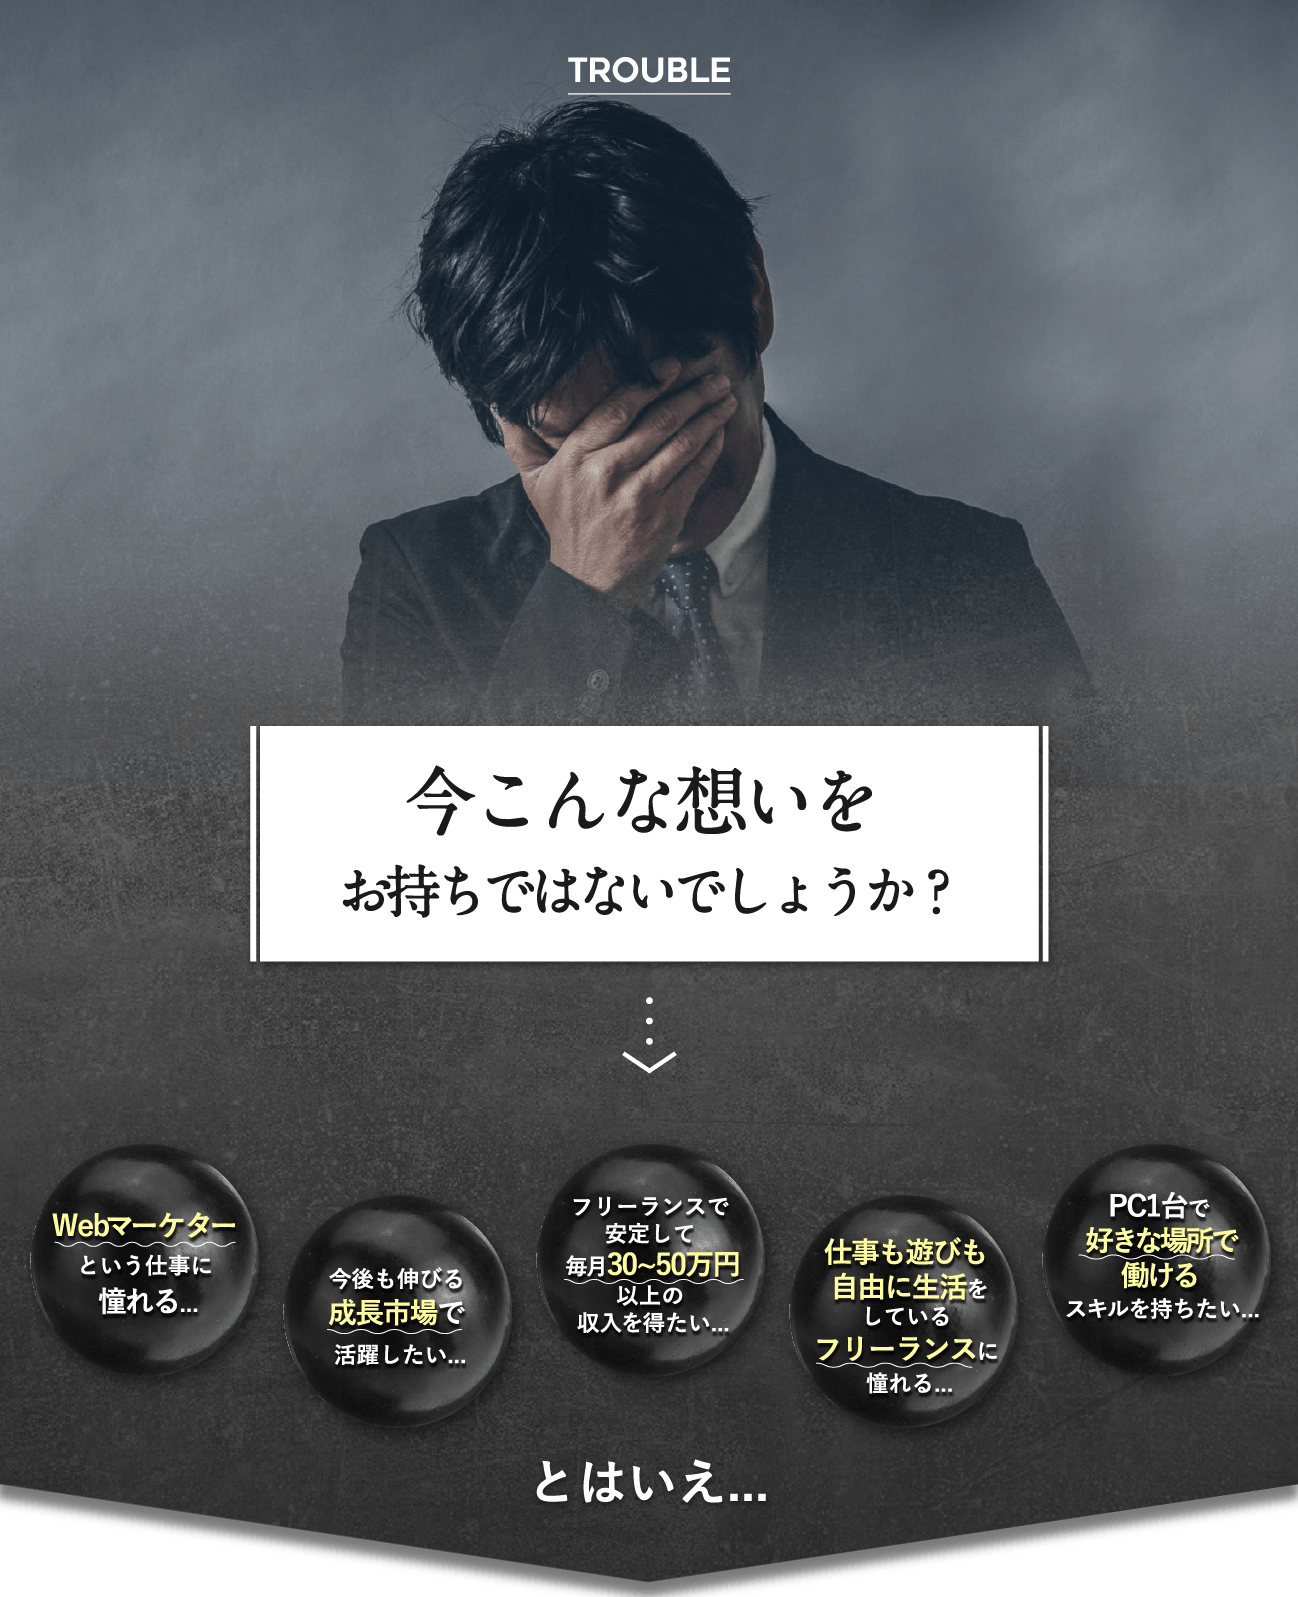 TROUBLE
今こんな想いを
お持ちではないでしょうか？
Webマーケター
という仕事に
憧れる...
今後も伸びる
成長市場で
活躍したい...
フリーランスで
安定して
毎月30~50万円
以上の
収入を得たい...
仕事も遊びも
自由に生活を
している
フリーランスに
憧れる...
PC1台で
好きな場所で
働ける
スキルを持ちたい...
とはいえ...